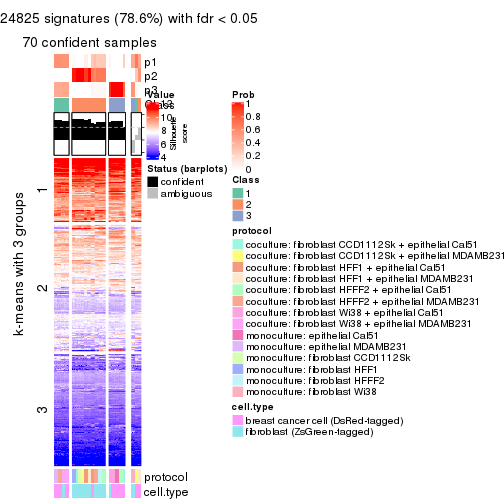 24825 signatures (78.6%) with fdr < 0.05
70 confident samples
p1
p2
p3
Class
Silhouette
score
1
2
3
k-means with 3 groups
protocol
cell.type
Value
10
8
6
4
Status (barplots)
confident
ambiguous
Prob
1
0.8
0.6
0.4
0.2
0
Class
1
2
3
protocol
coculture: fibroblast CCD1112Sk + epithelial Cal51
coculture: fibroblast CCD1112Sk + epithelial MDAMB231
coculture: fibroblast HFF1 + epithelial Cal51
coculture: fibroblast HFF1 + epithelial MDAMB231
coculture: fibroblast HFFF2 + epithelial Cal51
coculture: fibroblast HFFF2 + epithelial MDAMB231
coculture: fibroblast Wi38 + epithelial Cal51
coculture: fibroblast Wi38 + epithelial MDAMB231
monoculture: epithelial Cal51
monoculture: epithelial MDAMB231
monoculture: fibroblast CCD1112Sk
monoculture: fibroblast HFF1
monoculture: fibroblast HFFF2
monoculture: fibroblast Wi38
cell.type
breast cancer cell (DsRed-tagged)
fibroblast (ZsGreen-tagged)